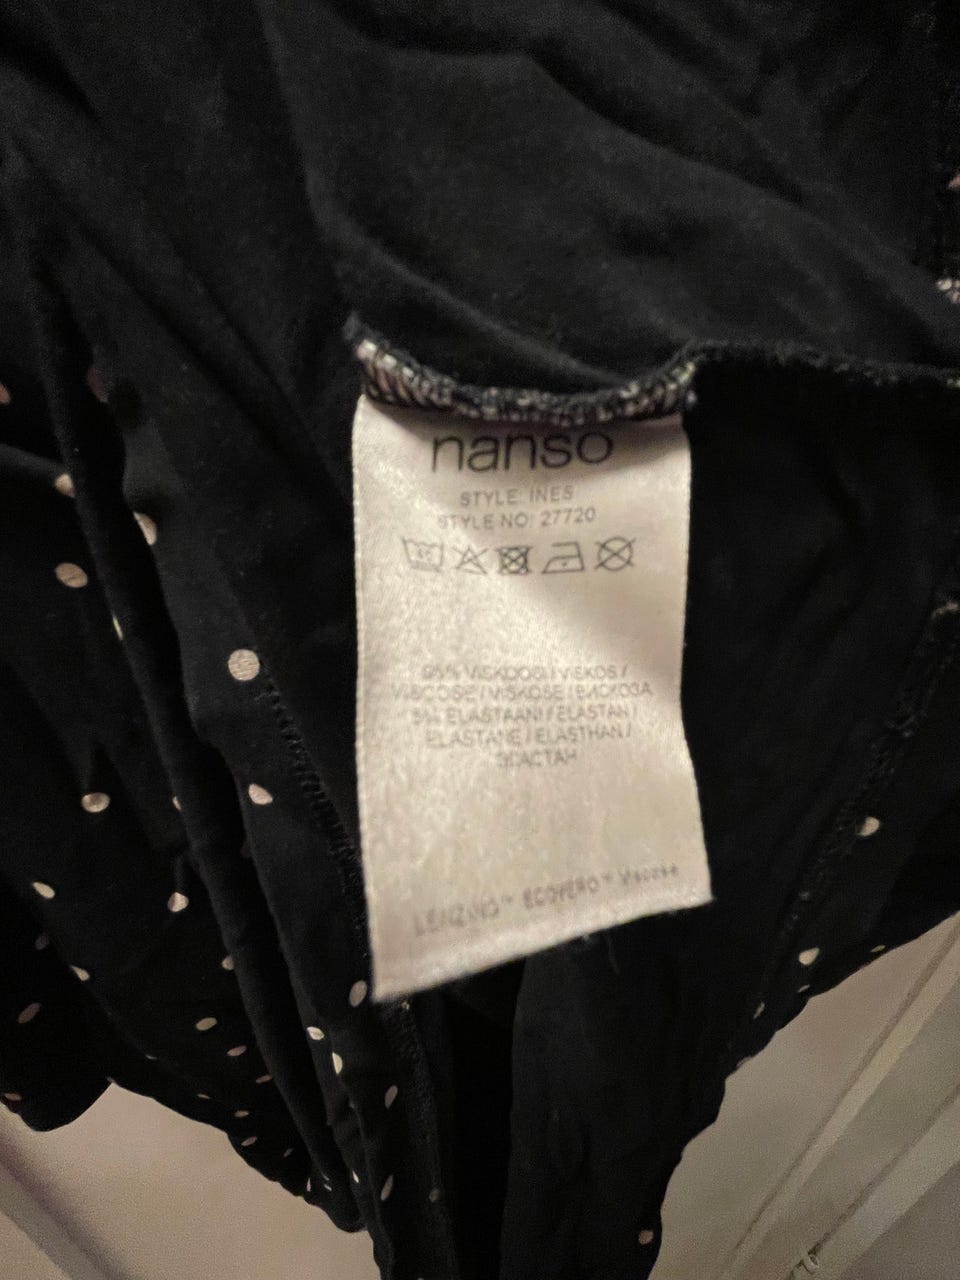 nanso
STYLE: INES
STYLE NO: 27720
95% VISKOOSI / VISKOS /
VISCOSE / VISKOSE / ВИСКОЗА
5% ELASTAANI / ELASTAN /
ELASTANE / ELASTHAN /
ЭЛАСТАН
LENZING™ ECOVERO™ Viscose